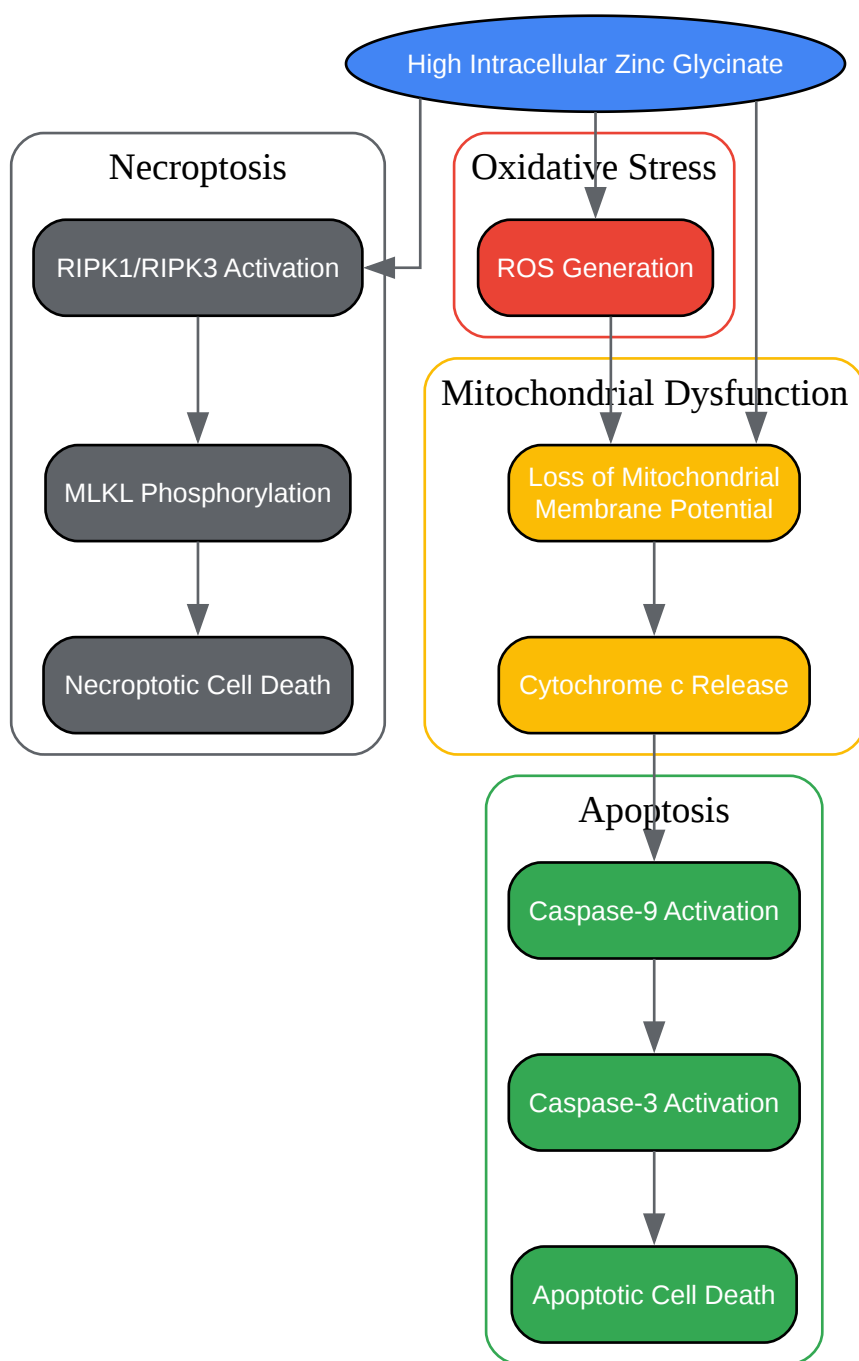 High Intracellular Zinc Glycinate
Necroptosis
RIPK1/RIPK3 Activation
MLKL Phosphorylation
Necroptotic Cell Death
Oxidative Stress
ROS Generation
Mitochondrial Dysfunction
Loss of Mitochondrial
Membrane Potential
Cytochrome c Release
Apoptosis
Caspase-9 Activation
Caspase-3 Activation
Apoptotic Cell Death